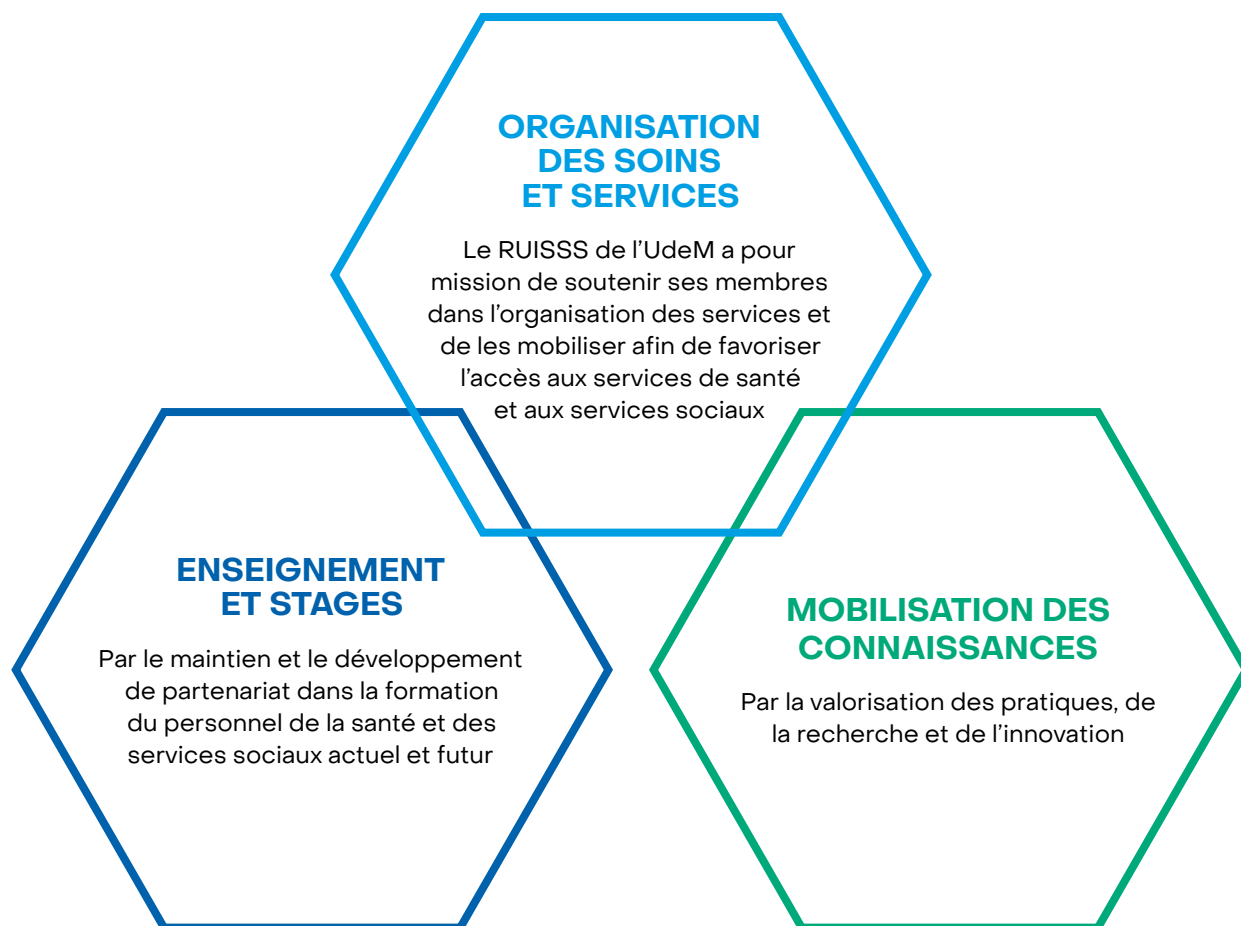 ORGANISATION
DES SOINS
ET SERVICES
Le RUISSS de l’UdeM a pour
mission de soutenir ses membres
dans l’organisation des services et
de les mobiliser afin de favoriser
l’accès aux services de santé
et aux services sociaux
ENSEIGNEMENT
ET STAGES
Par le maintien et le développement
de partenariat dans la formation
du personnel de la santé et des
services sociaux actuel et futur
MOBILISATION DES
CONNAISSANCES
Par la valorisation des pratiques, de
la recherche et de l’innovation